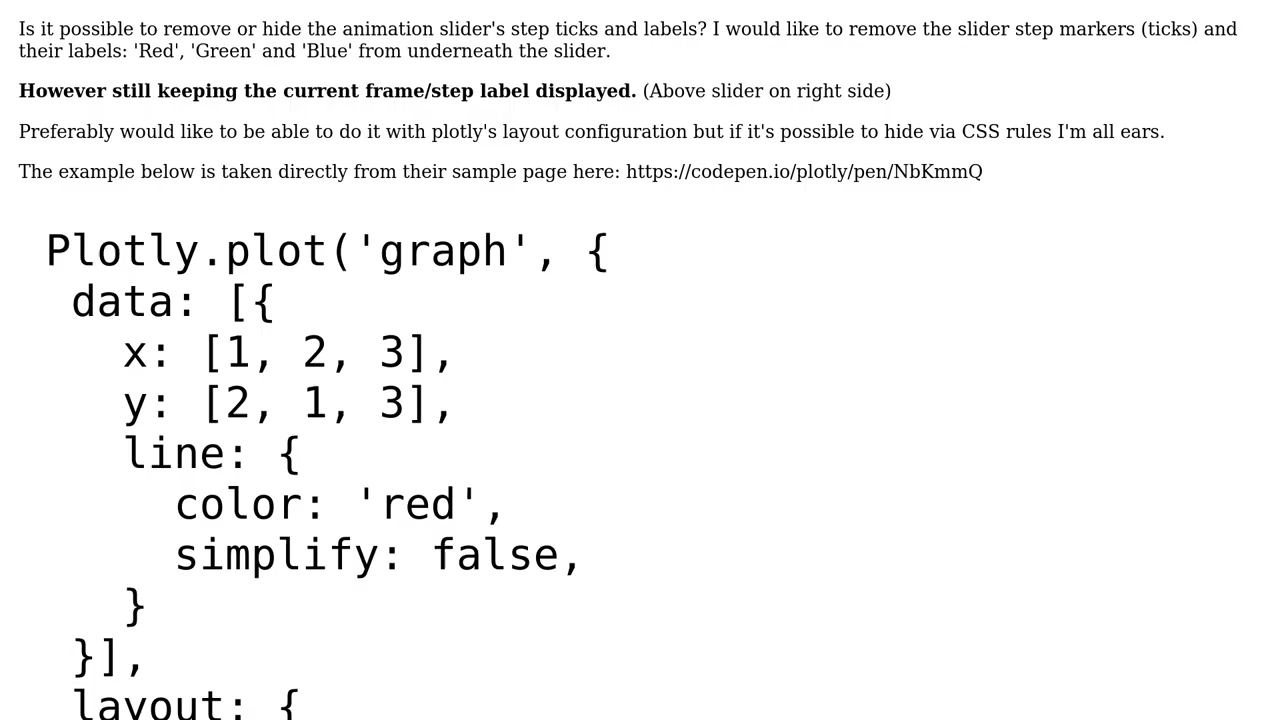 Is it possible to remove or hide the animation slider's step ticks and labels? I would like to remove the slider step markers (ticks) and
their labels: 'Red', 'Green' and 'Blue' from underneath the slider.
However still keeping the current frame/step label displayed. (Above slider on right side)
Preferably would like to be able to do it with plotly's layout configuration but if it's possible to hide via CSS rules I'm all ears.
The example below is taken directly from their sample page here: https://codepen.io/plotly/pen/NbKmmQ
Plotly.plot('graph', {
data: [{
x: [1, 2, 3],
y: [2, 1, 3],
line: {
color: 'red',
simplify: false,
}
}],
layout: {